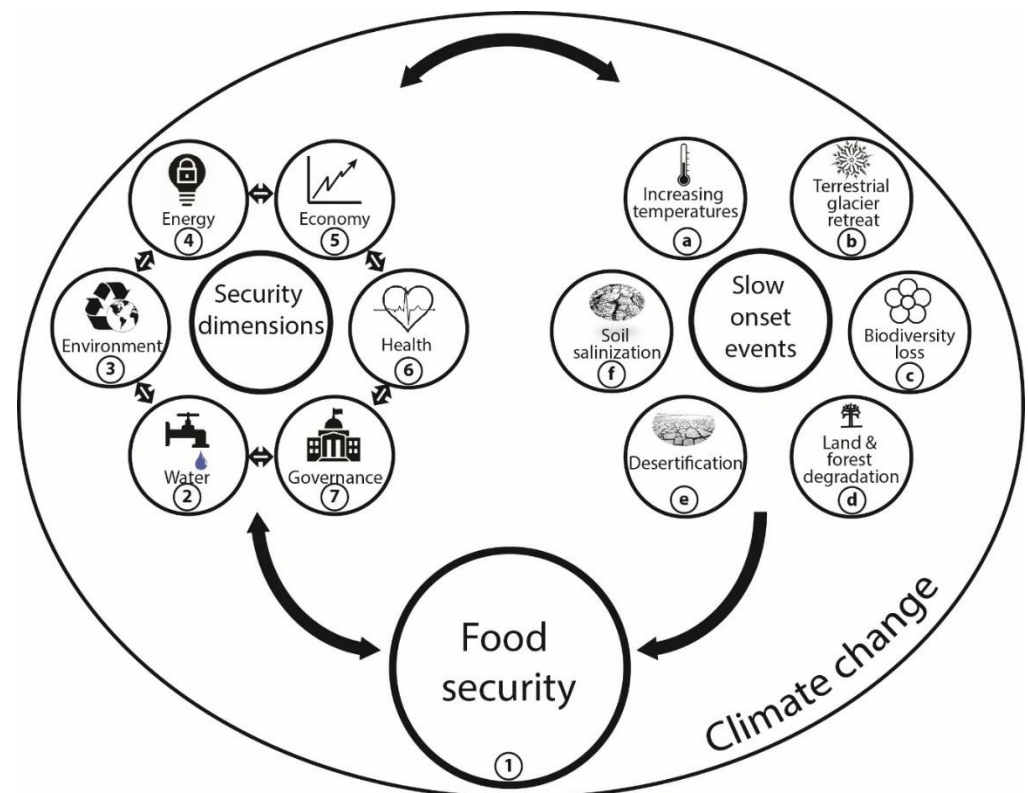 Energy
4
Economy
5
Security
dimensions
Environment
3
Health
6
Water
2
Governance
7
Increasing
temperatures
a
Terrestrial
glacier
retreat
b
Slow
onset
events
Soil
salinization
f
Biodiversity
loss
c
Desertification
e
Land &
forest
degradation
d
Food
security
1
Climate change